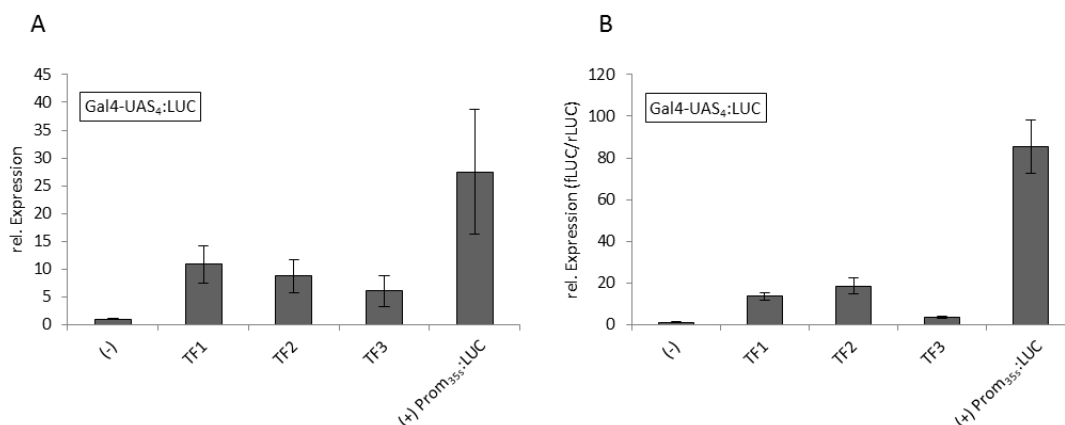 A
rel. Expression
45
40
35
30
25
20
15
10
5
0
Gal4-UAS₄:LUC
(-)
TF1
TF2
TF3
(+) Prom₃₅ₛ:LUC
B
rel. Expression (fLUC/rLUC)
120
100
80
60
40
20
0
Gal4-UAS₄:LUC
(-)
TF1
TF2
TF3
(+) Prom₃₅ₛ:LUC